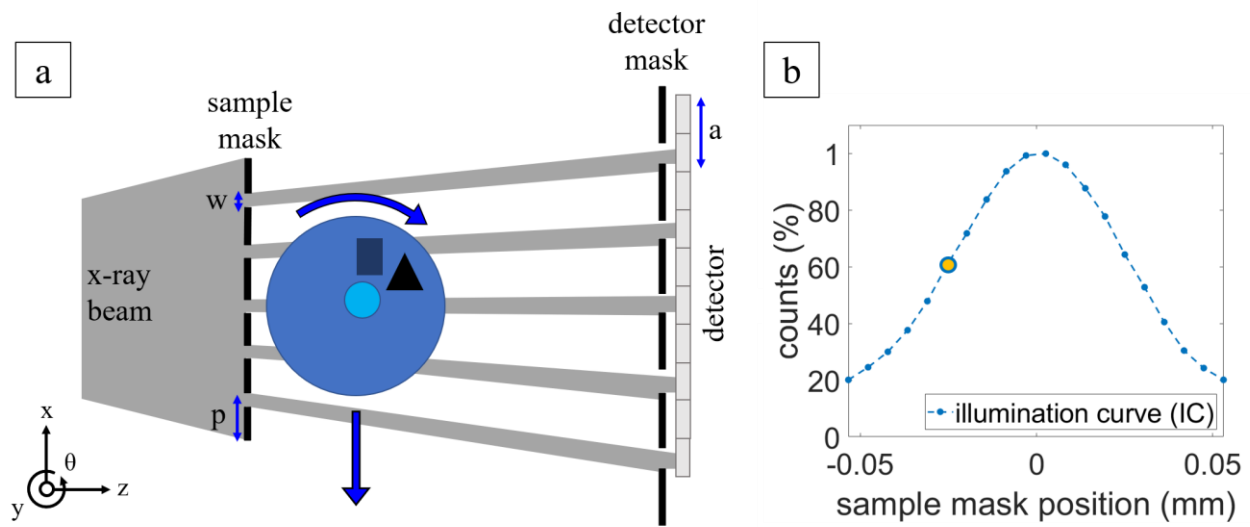 a
sample
mask
detector
mask
a
w
x-ray
beam
p
detector
x
θ
y
z
b
counts (%)
1
80
60
40
20
0
illumination curve (IC)
-0.05
0
0.05
sample mask position (mm)